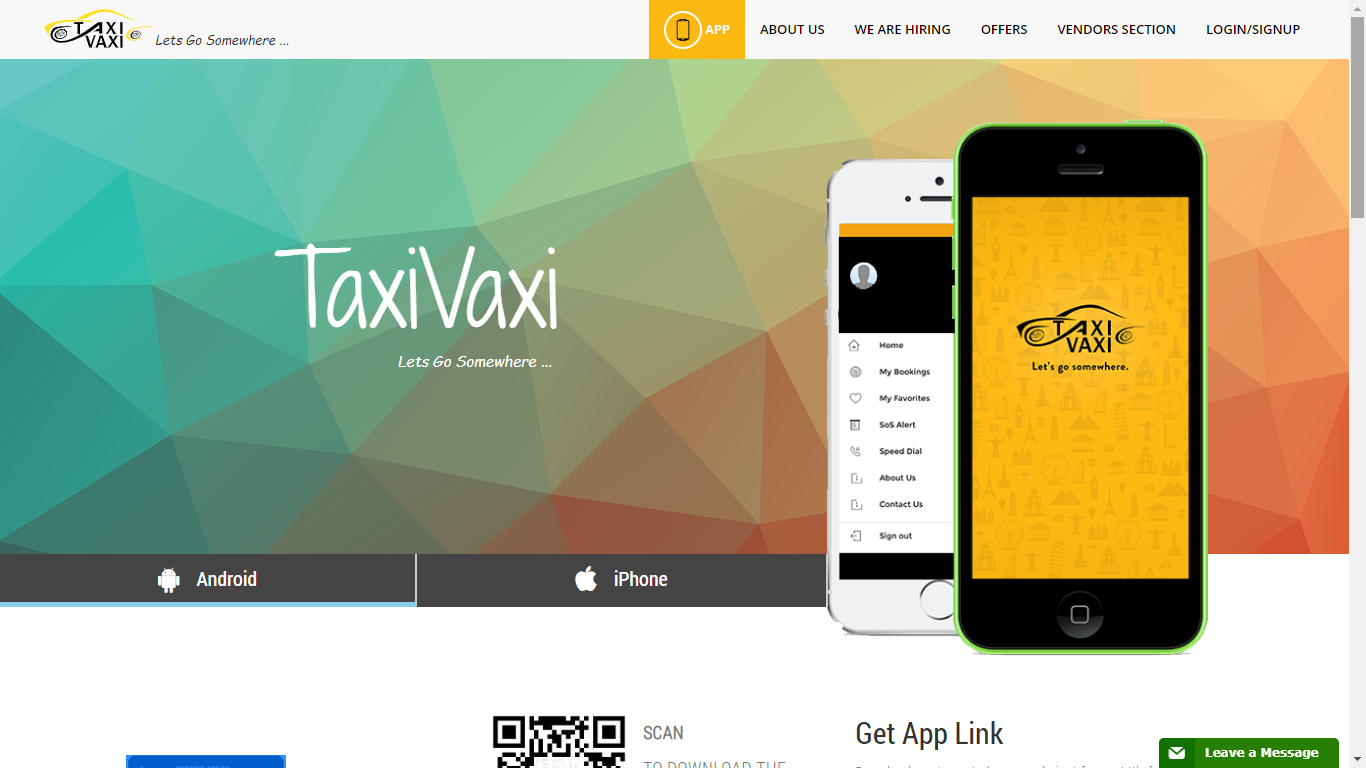 TAXI
VAXI
Lets Go Somewhere ...
APP
ABOUT US
WE ARE HIRING
OFFERS
VENDORS SECTION
LOGIN/SIGNUP
TaxiVaxi
Lets Go Somewhere ...
Home
My Bookings
My Favorites
SoS Alert
Speed Dial
About Us
Contact Us
Sign out
TAXI
VAXI
Let's go somewhere.
Android
iPhone
SCAN
TO DOWNLOAD THE
Get App Link
Leave a Message